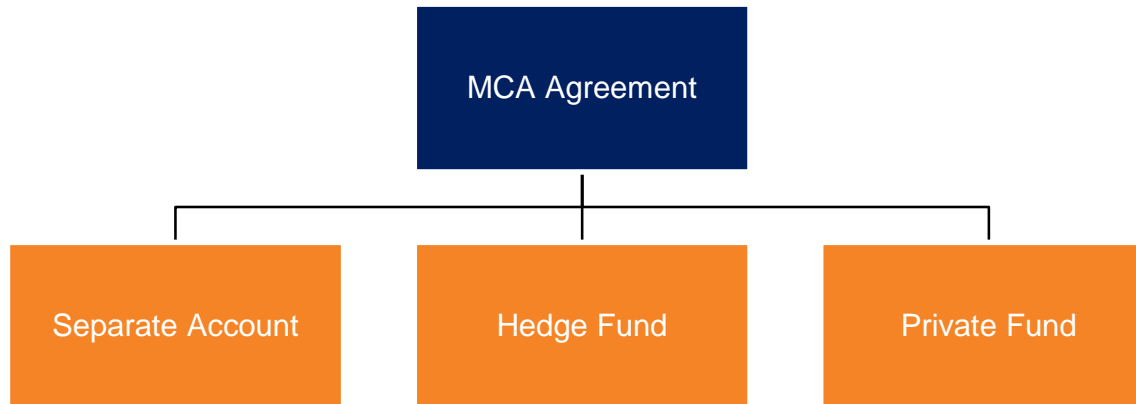 MCA Agreement
Separate Account
Hedge Fund
Private Fund